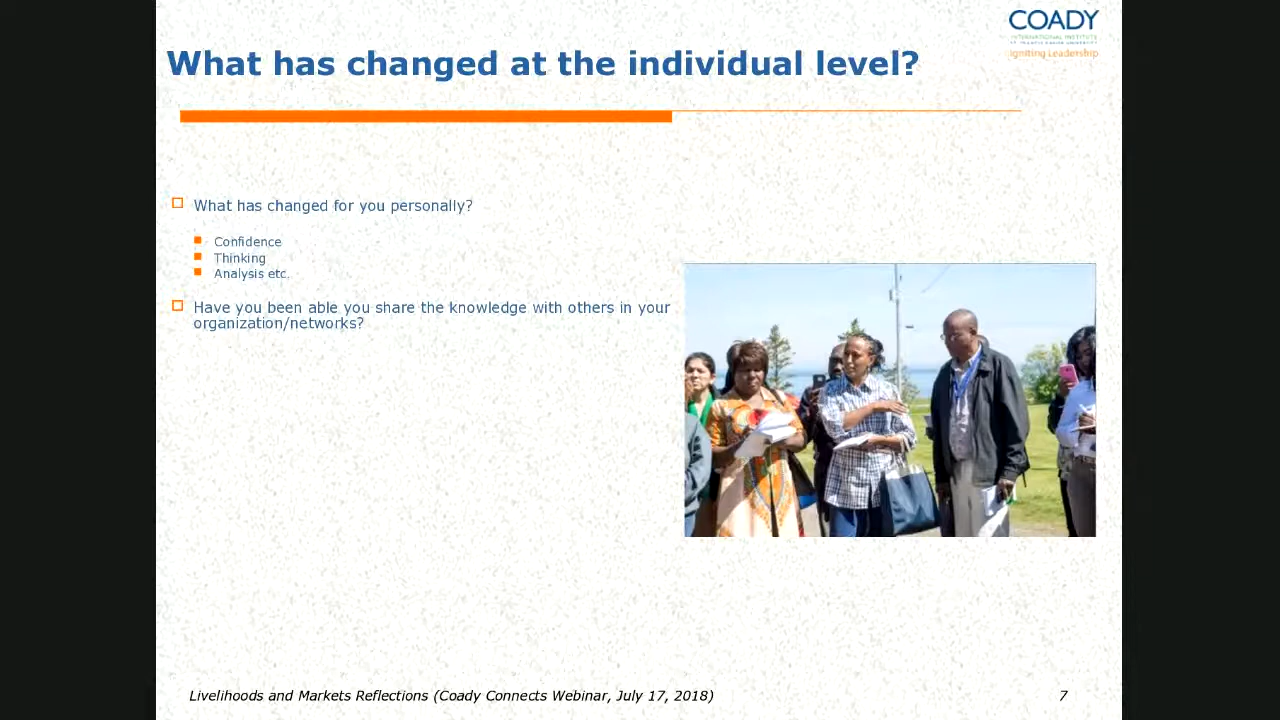 COADY
INTERNATIONAL INSTITUTE
ST. FRANCIS XAVIER UNIVERSITY
Igniting Leadership
What has changed at the individual level?
What has changed for you personally?
Confidence
Thinking
Analysis etc.
Have you been able you share the knowledge with others in your
organization/networks?
Livelihoods and Markets Reflections (Coady Connects Webinar, July 17, 2018)
7